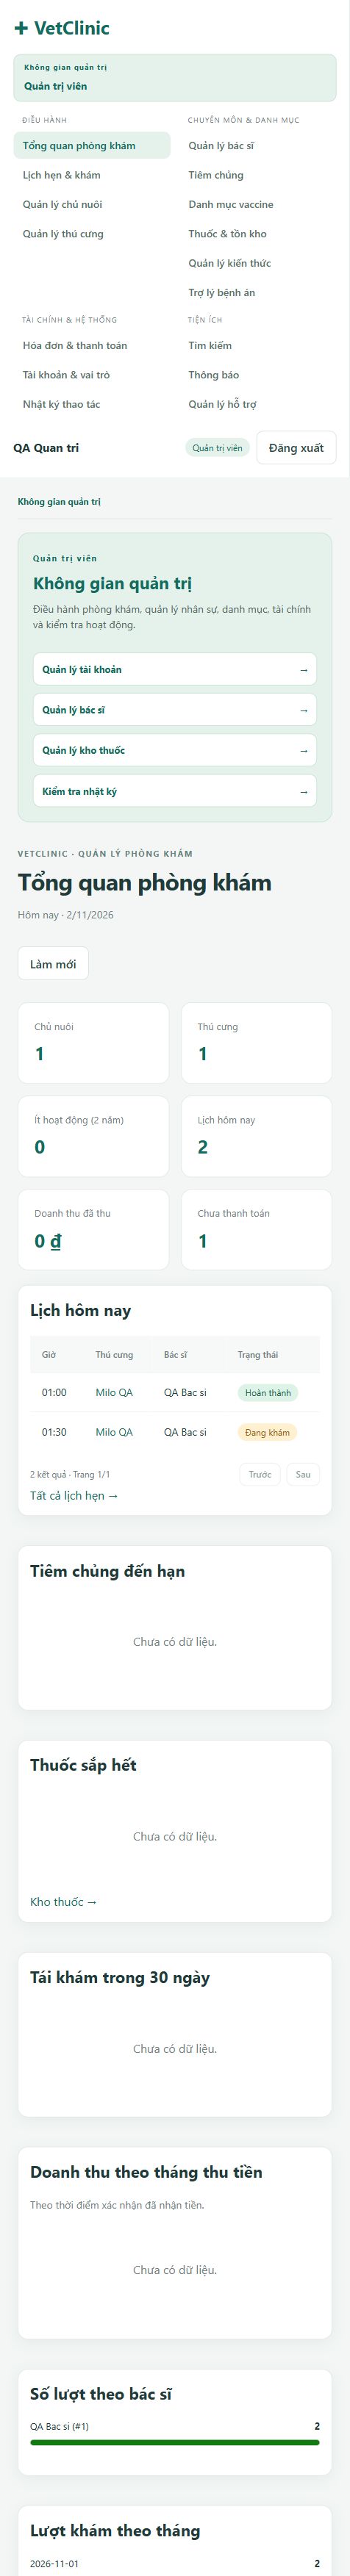 VetClinic
Không gian quản trị
Quản trị viên
ĐIỀU HÀNH
Tổng quan phòng khám
Lịch hẹn & khám
Quản lý chủ nuôi
Quản lý thú cưng
CHUYÊN MÔN & DANH MỤC
Quản lý bác sĩ
Tiêm chủng
Danh mục vaccine
Thuốc & tồn kho
Quản lý kiến thức
Trợ lý bệnh án
TÀI CHÍNH & HỆ THỐNG
Hóa đơn & thanh toán
Tài khoản & vai trò
Nhật ký thao tác
TIỆN ÍCH
Tìm kiếm
Thông báo
Quản lý hỗ trợ
QA Quan tri
Quản trị viên
Đăng xuất
Không gian quản trị
Quản trị viên
Không gian quản trị
Điều hành phòng khám, quản lý nhân sự, danh mục, tài chính
và kiểm tra hoạt động.
Quản lý tài khoản →
Quản lý bác sĩ →
Quản lý kho thuốc →
Kiểm tra nhật ký →
VETCLINIC · QUẢN LÝ PHÒNG KHÁM
Tổng quan phòng khám
Hôm nay · 2/11/2026
Làm mới
Chủ nuôi
1
Thú cưng
1
Ít hoạt động (2 năm)
0
Lịch hôm nay
2
Doanh thu đã thu
0 ₫
Chưa thanh toán
1
Lịch hôm nay
Giờ Thú cưng Bác sĩ Trạng thái
01:00 Milo QA QA Bac si Hoàn thành
01:30 Milo QA QA Bac si Đang khám
2 kết quả · Trang 1/1 Trước Sau
Tất cả lịch hẹn →
Tiêm chủng đến hạn
Chưa có dữ liệu.
Thuốc sắp hết
Chưa có dữ liệu.
Kho thuốc →
Tái khám trong 30 ngày
Chưa có dữ liệu.
Doanh thu theo tháng thu tiền
Theo thời điểm xác nhận đã nhận tiền.
Chưa có dữ liệu.
Số lượt theo bác sĩ
QA Bac si (#1) 2
Lượt khám theo tháng
2026-11-01 2